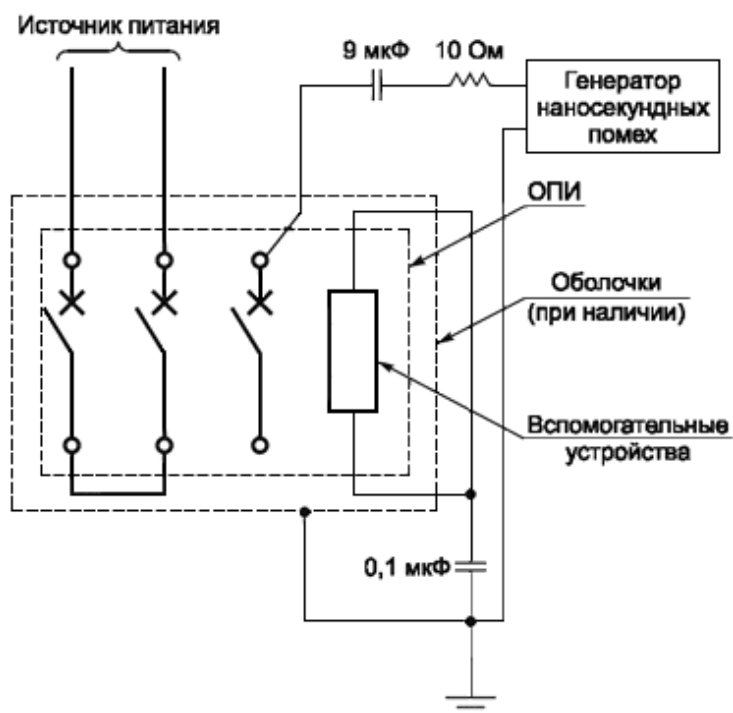 Источник питания
9 мкФ
10 Ом
Генератор
наносекундных
помех
ОПИ
Оболочки
(при наличии)
Вспомогательные
устройства
0,1 мкФ